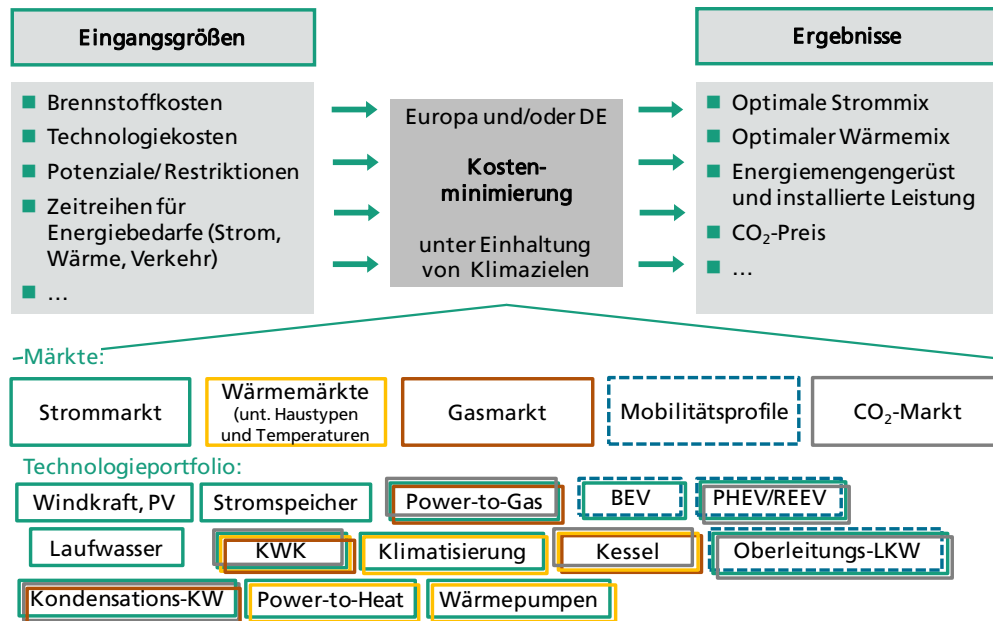 Eingangsgrößen
Brennstoffkosten
Technologiekosten
Potenziale/ Restriktionen
Zeitreihen für
Energiebedarfe (Strom,
Wärme, Verkehr)
...
Europa und/oder DE
Kosten-
minimierung
unter Einhaltung
von Klimazielen
Ergebnisse
Optimale Strommix
Optimaler Wärmemix
Energiemengengerüst
und installierte Leistung
CO₂-Preis
...
Märkte:
Strommarkt
Wärmemärkte
(unt. Haustypen
und Temperaturen
Gasmarkt
Mobilitätsprofile
CO₂-Markt
Technologieportfolio:
Windkraft, PV
Stromspeicher
Power-to-Gas
BEV
PHEV/REEV
Laufwasser
KWK
Klimatisierung
Kessel
Oberleitungs-LKW
Kondensations-KW
Power-to-Heat
Wärmepumpen